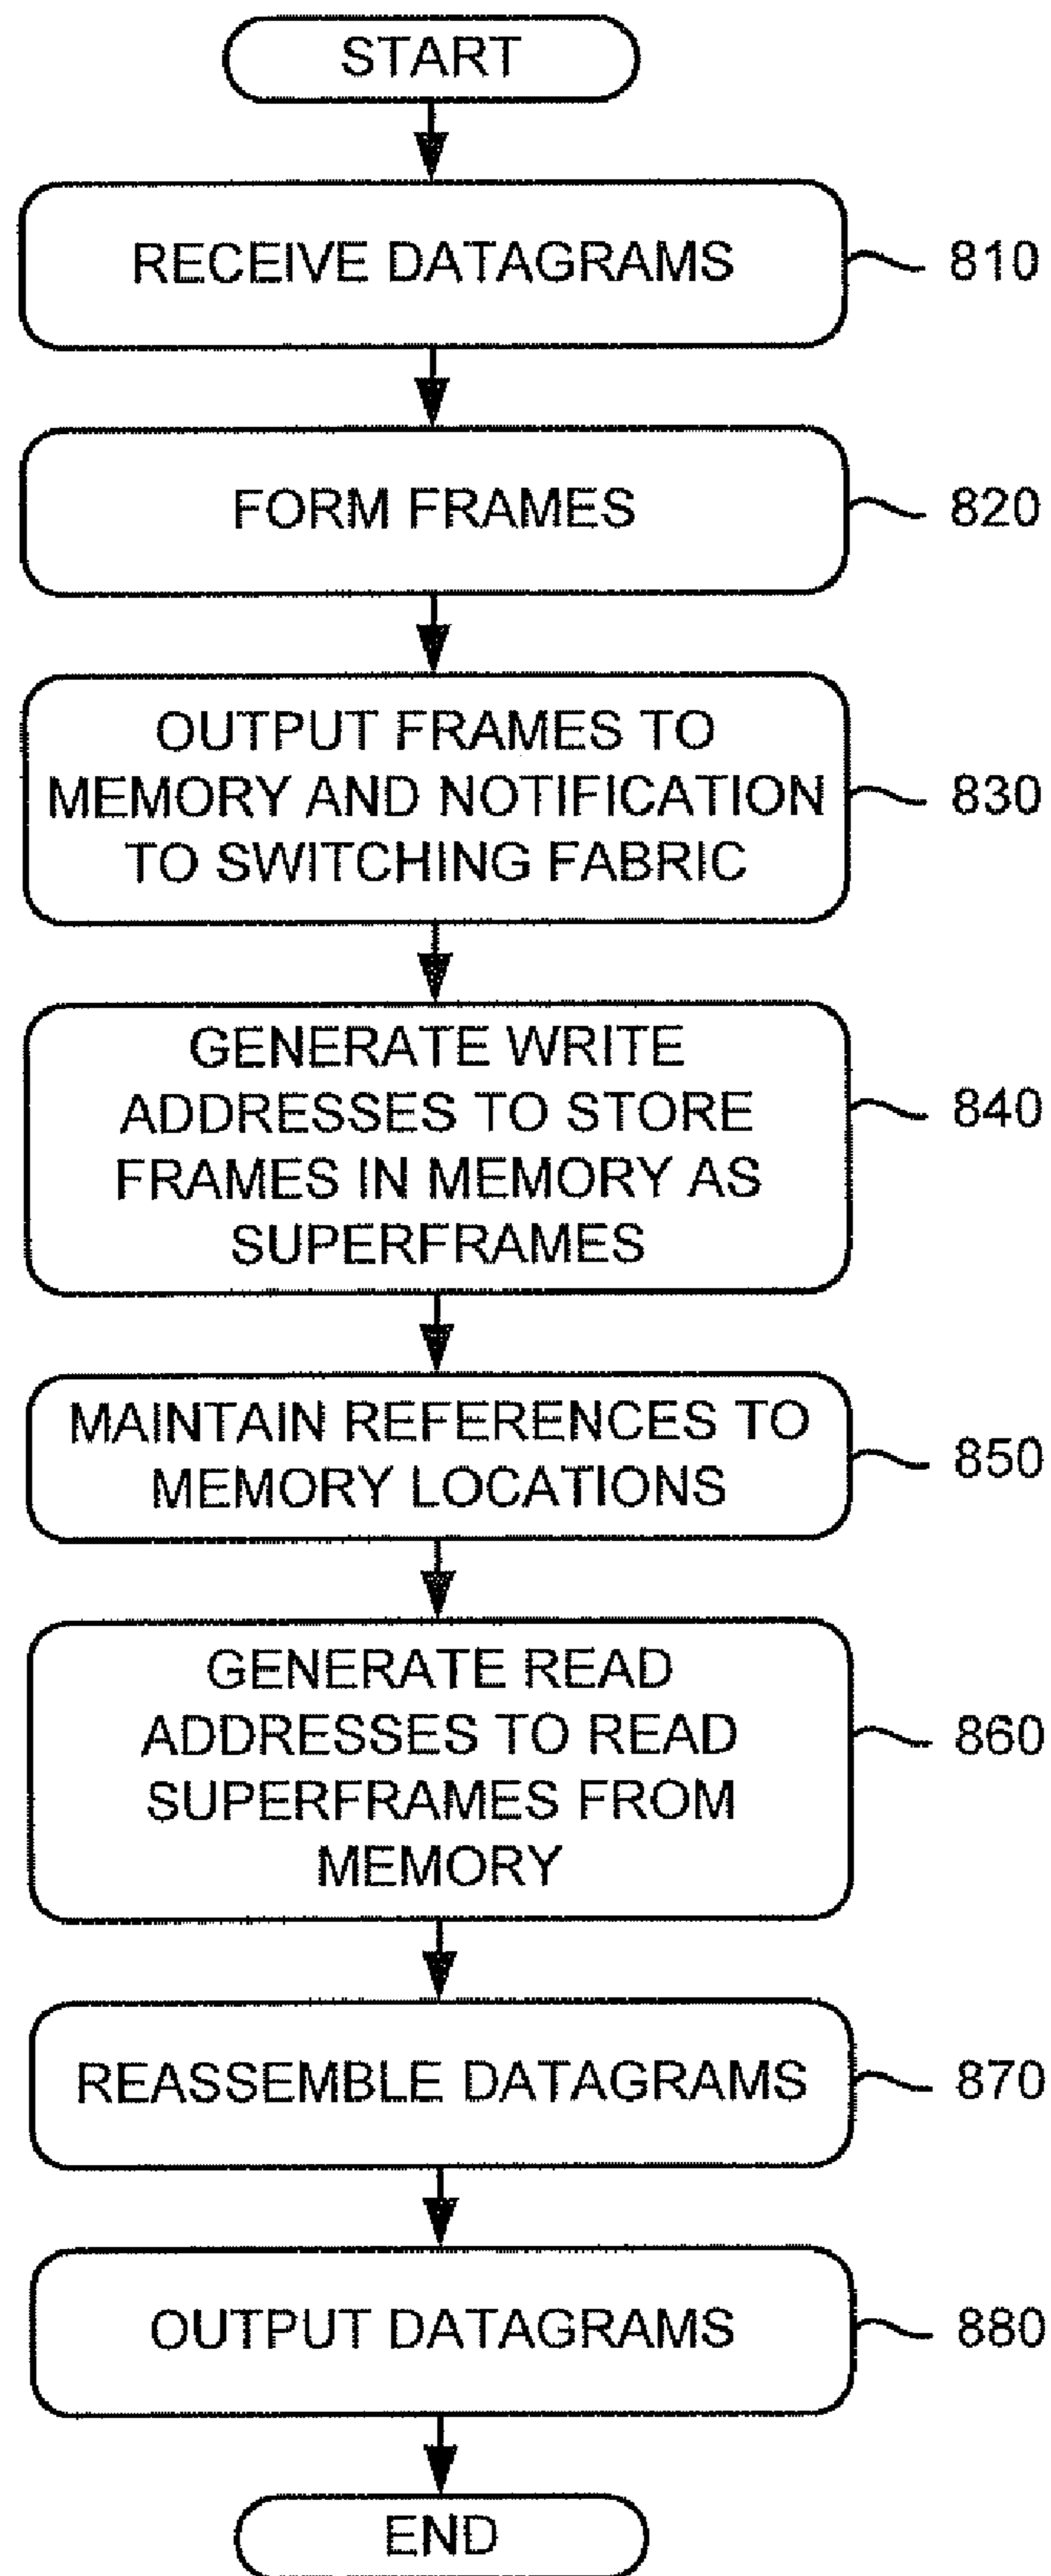 START
RECEIVE DATAGRAMS
810
FORM FRAMES
820
OUTPUT FRAMES TO
MEMORY AND NOTIFICATION
TO SWITCHING FABRIC
830
GENERATE WRITE
ADDRESSES TO STORE
FRAMES IN MEMORY AS
SUPERFRAMES
840
MAINTAIN REFERENCES TO
MEMORY LOCATIONS
850
GENERATE READ
ADDRESSES TO READ
SUPERFRAMES FROM
MEMORY
860
REASSEMBLE DATAGRAMS
870
OUTPUT DATAGRAMS
880
END